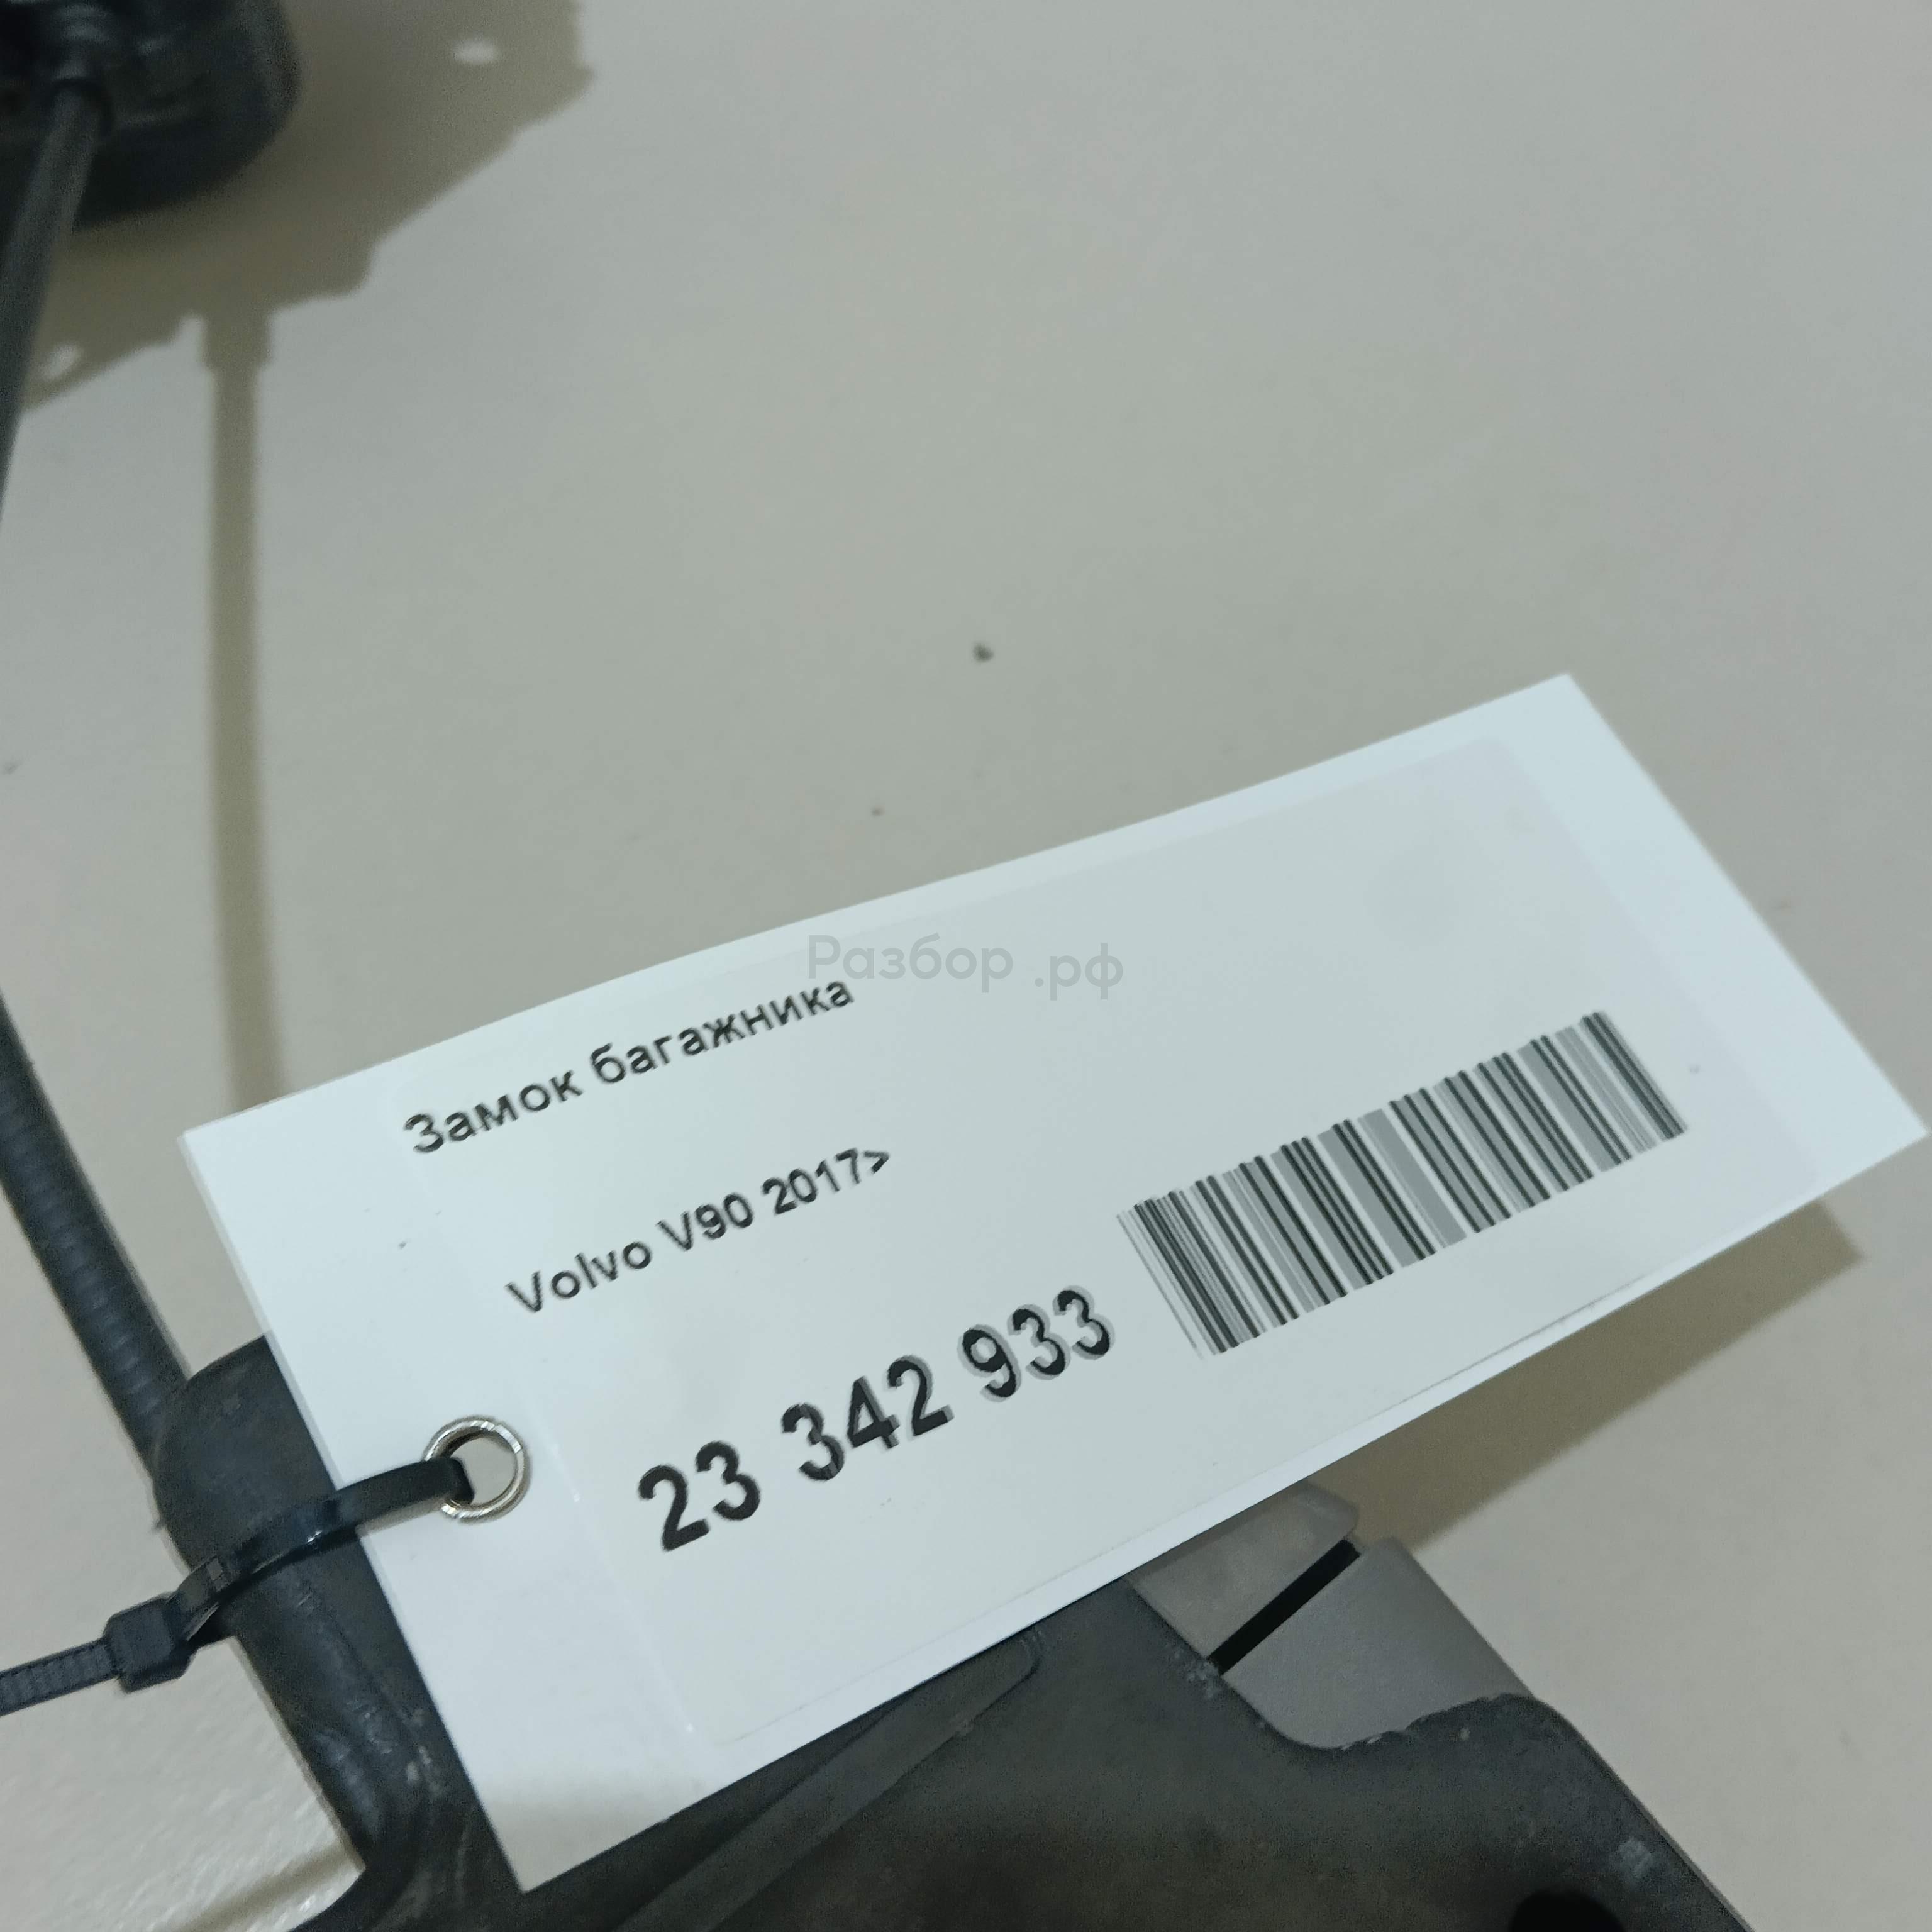 Разбор .рф
Замок багажника
Volvo V90 2017>
23 342 933